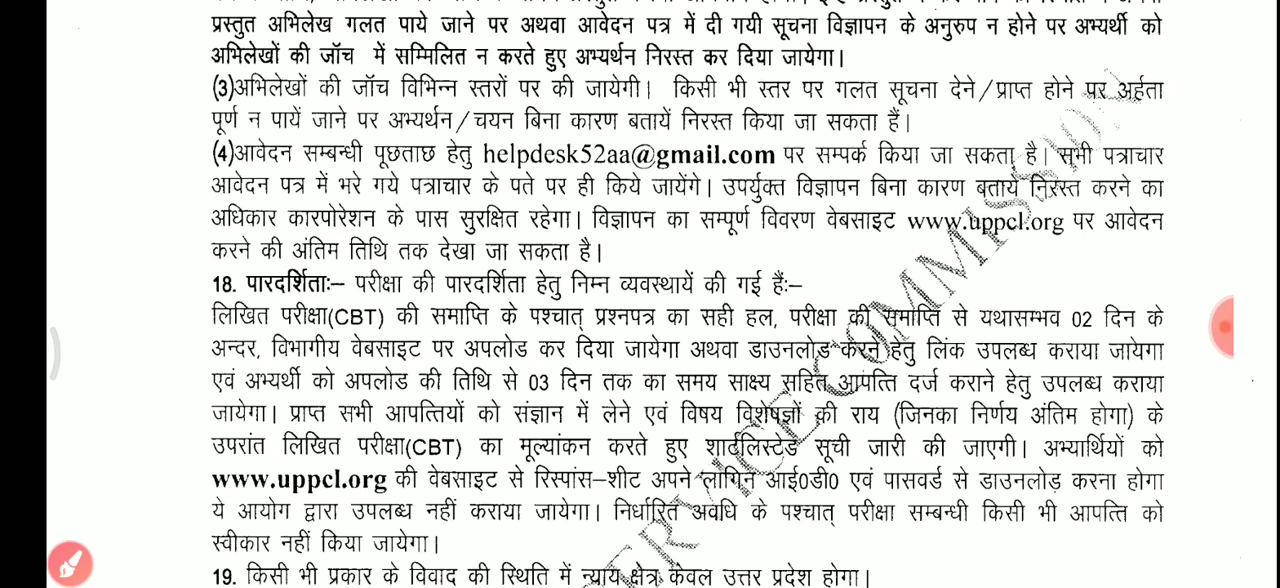 प्रस्तुत अभिलेख गलत पाये जाने पर अथवा आवेदन पत्र में दी गयी सूचना विज्ञापन के अनुरुप न होने पर अभ्यर्थी को
अभिलेखों की जॉच में सम्मिलित न करते हुए अभ्यर्थन निरस्त कर दिया जायेगा।
(3)अभिलेखों की जॉच विभिन्न स्तरों पर की जायेगी। किसी भी स्तर पर गलत सूचना देने/प्राप्त होने पर अर्हता
पूर्ण न पायें जाने पर अभ्यर्थन/चयन बिना कारण बतायें निरस्त किया जा सकता हैं।
(4)आवेदन सम्बन्धी पूछताछ हेतु helpdesk52aa@gmail.com पर सम्पर्क किया जा सकता है। सभी पत्राचार
आवेदन पत्र में भरे गये पत्राचार के पते पर ही किये जायेंगे। उपर्युक्त विज्ञापन बिना कारण बताये निरस्त करने का
अधिकार कारपोरेशन के पास सुरक्षित रहेगा। विज्ञापन का सम्पूर्ण विवरण वेबसाइट www.uppcl.org पर आवेदन
करने की अंतिम तिथि तक देखा जा सकता है।
18. पारदर्शिताः– परीक्षा की पारदर्शिता हेतु निम्न व्यवस्थायें की गई हैंः–
लिखित परीक्षा(CBT) की समाप्ति के पश्चात् प्रश्नपत्र का सही हल, परीक्षा की समाप्ति से यथासम्भव 02 दिन के
अन्दर, विभागीय वेबसाइट पर अपलोड कर दिया जायेगा अथवा डाउनलोड करने हेतु लिंक उपलब्ध कराया जायेगा
एवं अभ्यर्थी को अपलोड की तिथि से 03 दिन तक का समय साक्ष्य सहित आपत्ति दर्ज कराने हेतु उपलब्ध कराया
जायेगा। प्राप्त सभी आपत्तियों को संज्ञान में लेने एवं विषय विशेषज्ञों की राय (जिनका निर्णय अंतिम होगा) के
उपरांत लिखित परीक्षा(CBT) का मूल्यांकन करते हुए शार्टलिस्टेड सूची जारी की जाएगी। अभ्यार्थियों को
www.uppcl.org की वेबसाइट से रिस्पांस–शीट अपने लागिन आई0डी0 एवं पासवर्ड से डाउनलोड़ करना होगा
ये आयोग द्वारा उपलब्ध नहीं कराया जायेगा। निर्धारित अवधि के पश्चात् परीक्षा सम्बन्धी किसी भी आपत्ति को
स्वीकार नहीं किया जायेगा।
19. किसी भी प्रकार के विवाद की स्थिति में न्याय क्षेत्र केवल उत्तर प्रदेश होगा।
SERVICE COMMISSION